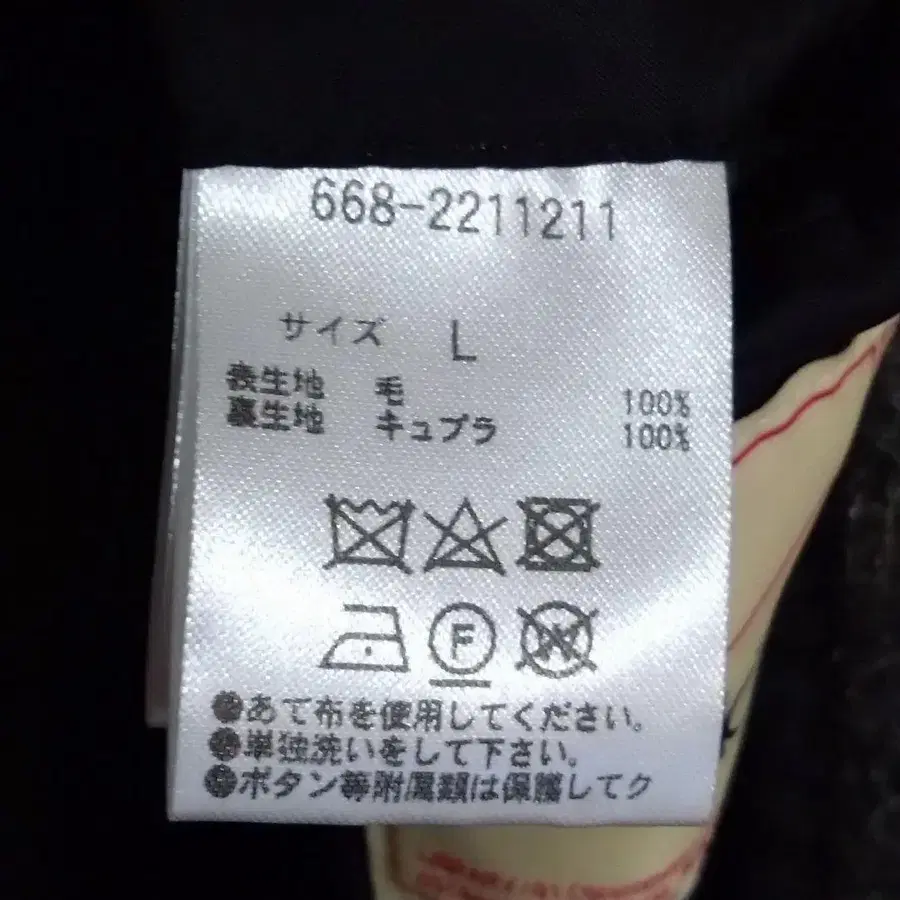 668-2211211
サイズ L
表生地 毛 100%
裏生地 キュプラ 100%
F
W
●あて布を使用してください。
●単独洗いをして下さい。
●ボタン等附属類は保護してク